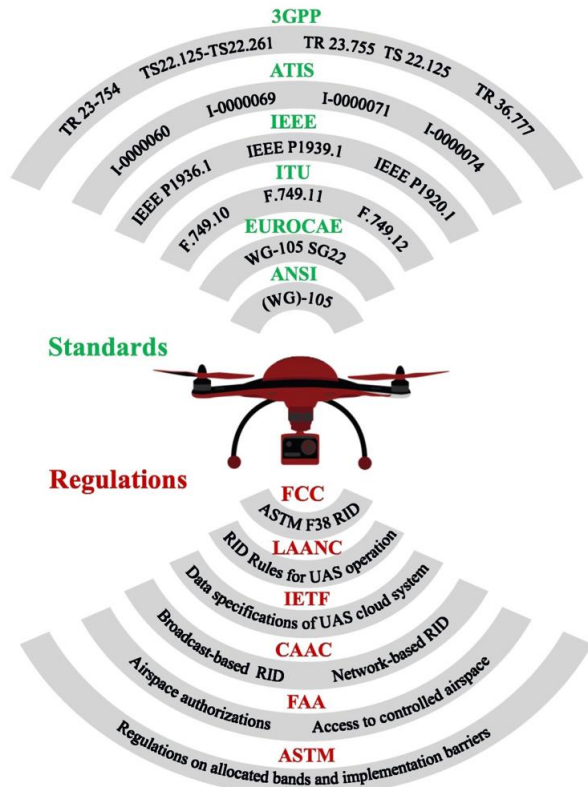 3GPP
TR 23-754 TS22.125-TS22.261 TR 23.755 TS 22.125 TR 36.777
ATIS
I-0000060 I-0000069 I-0000071 I-0000074
IEEE
IEEE P1936.1 IEEE P1939.1 IEEE P1920.1
ITU
F.749.10 F.749.11 F.749.12
EUROCAE
WG-105 SG22
ANSI
(WG)-105
Standards
Regulations
FCC
ASTM F38 RID
LAANC
RID Rules for UAS operation
IETF
Data specifications of UAS cloud system
CAAC
Broadcast-based RID Network-based RID
FAA
Airspace authorizations Access to controlled airspace
ASTM
Regulations on allocated bands and implementation barriers